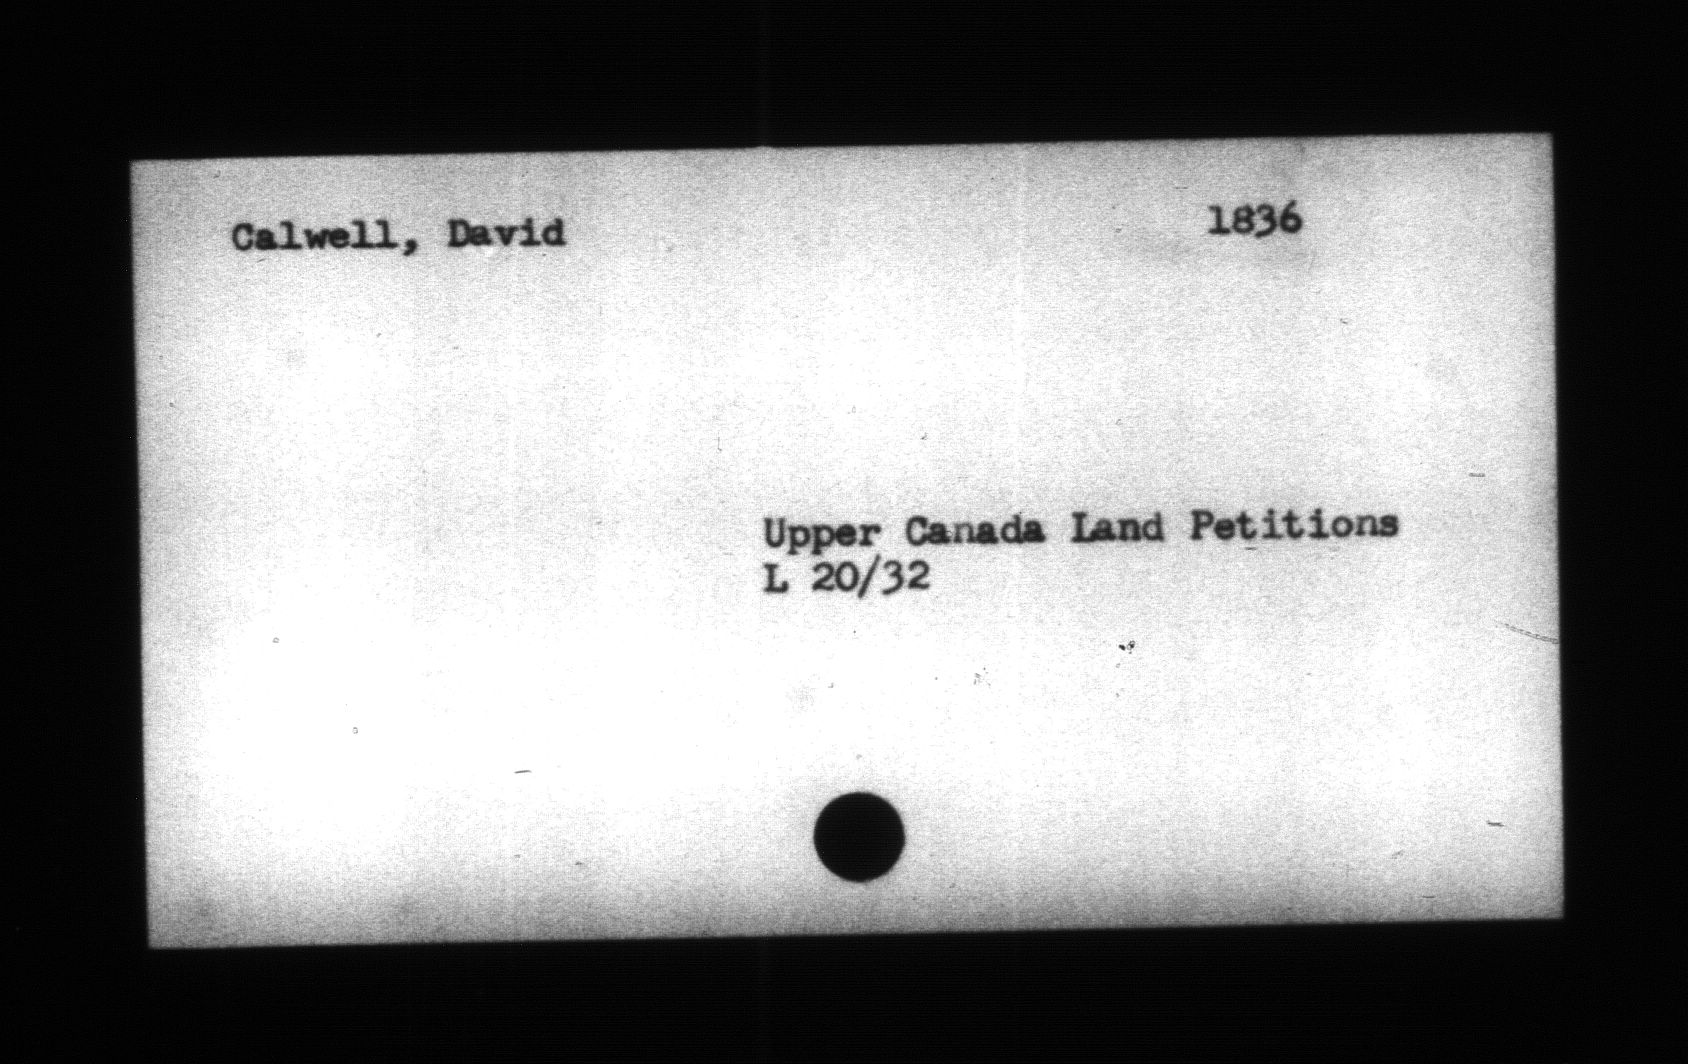 Calwell, David 1836
Upper Canada Land Petitions
L 20/32